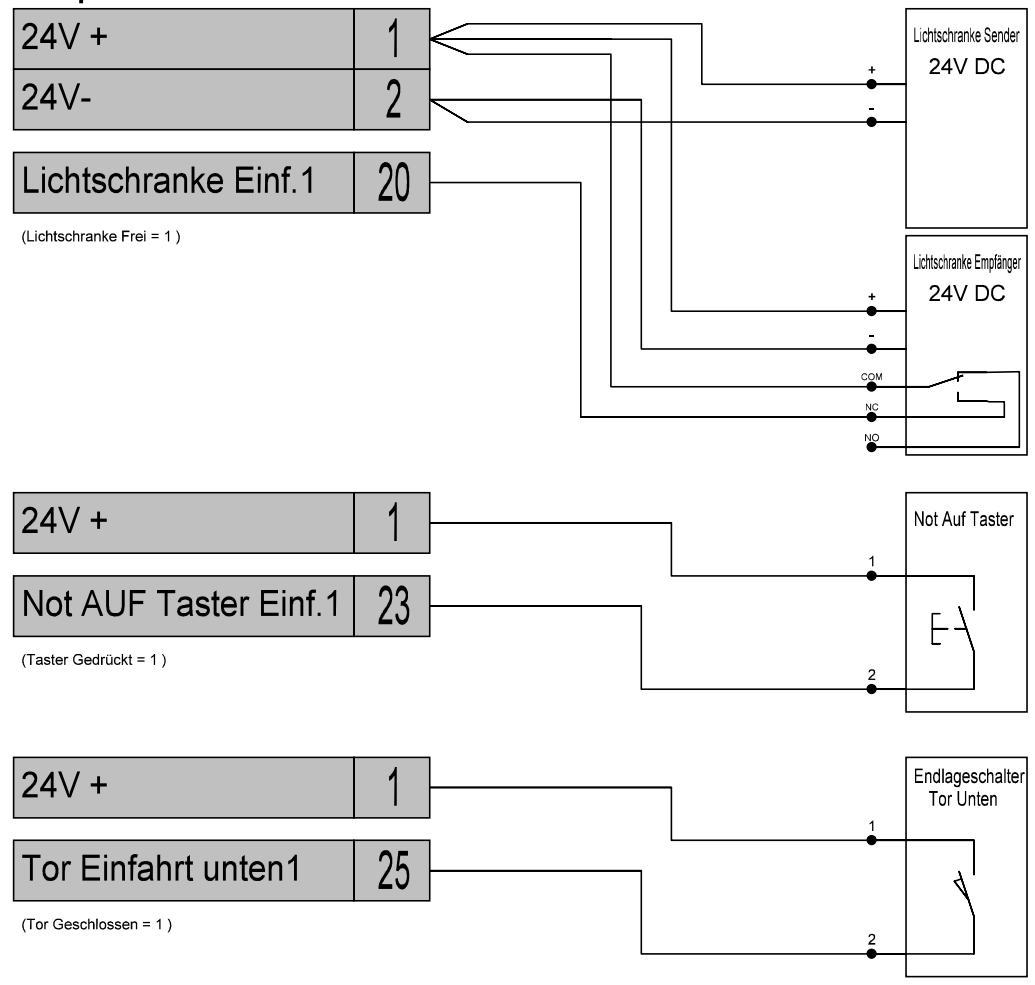 24V + 1
24V- 2
Lichtschranke Einf.1 20
(Lichtschranke Frei = 1 )
Lichtschranke Sender
24V DC
+
-
Lichtschranke Empfänger
24V DC
+
-
COM
NC
NO
24V + 1
Not AUF Taster Einf.1 23
(Taster Gedrückt = 1 )
Not Auf Taster
1
2
24V + 1
Tor Einfahrt unten1 25
(Tor Geschlossen = 1 )
Endlageschalter
Tor Unten
1
2